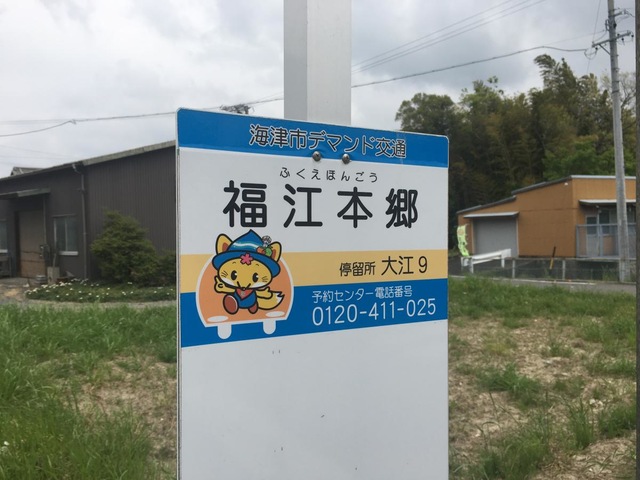 海津市デマンド交通
ふくえほんごう
福江本郷
停留所 大江9
予約センター電話番号
0120-411-025